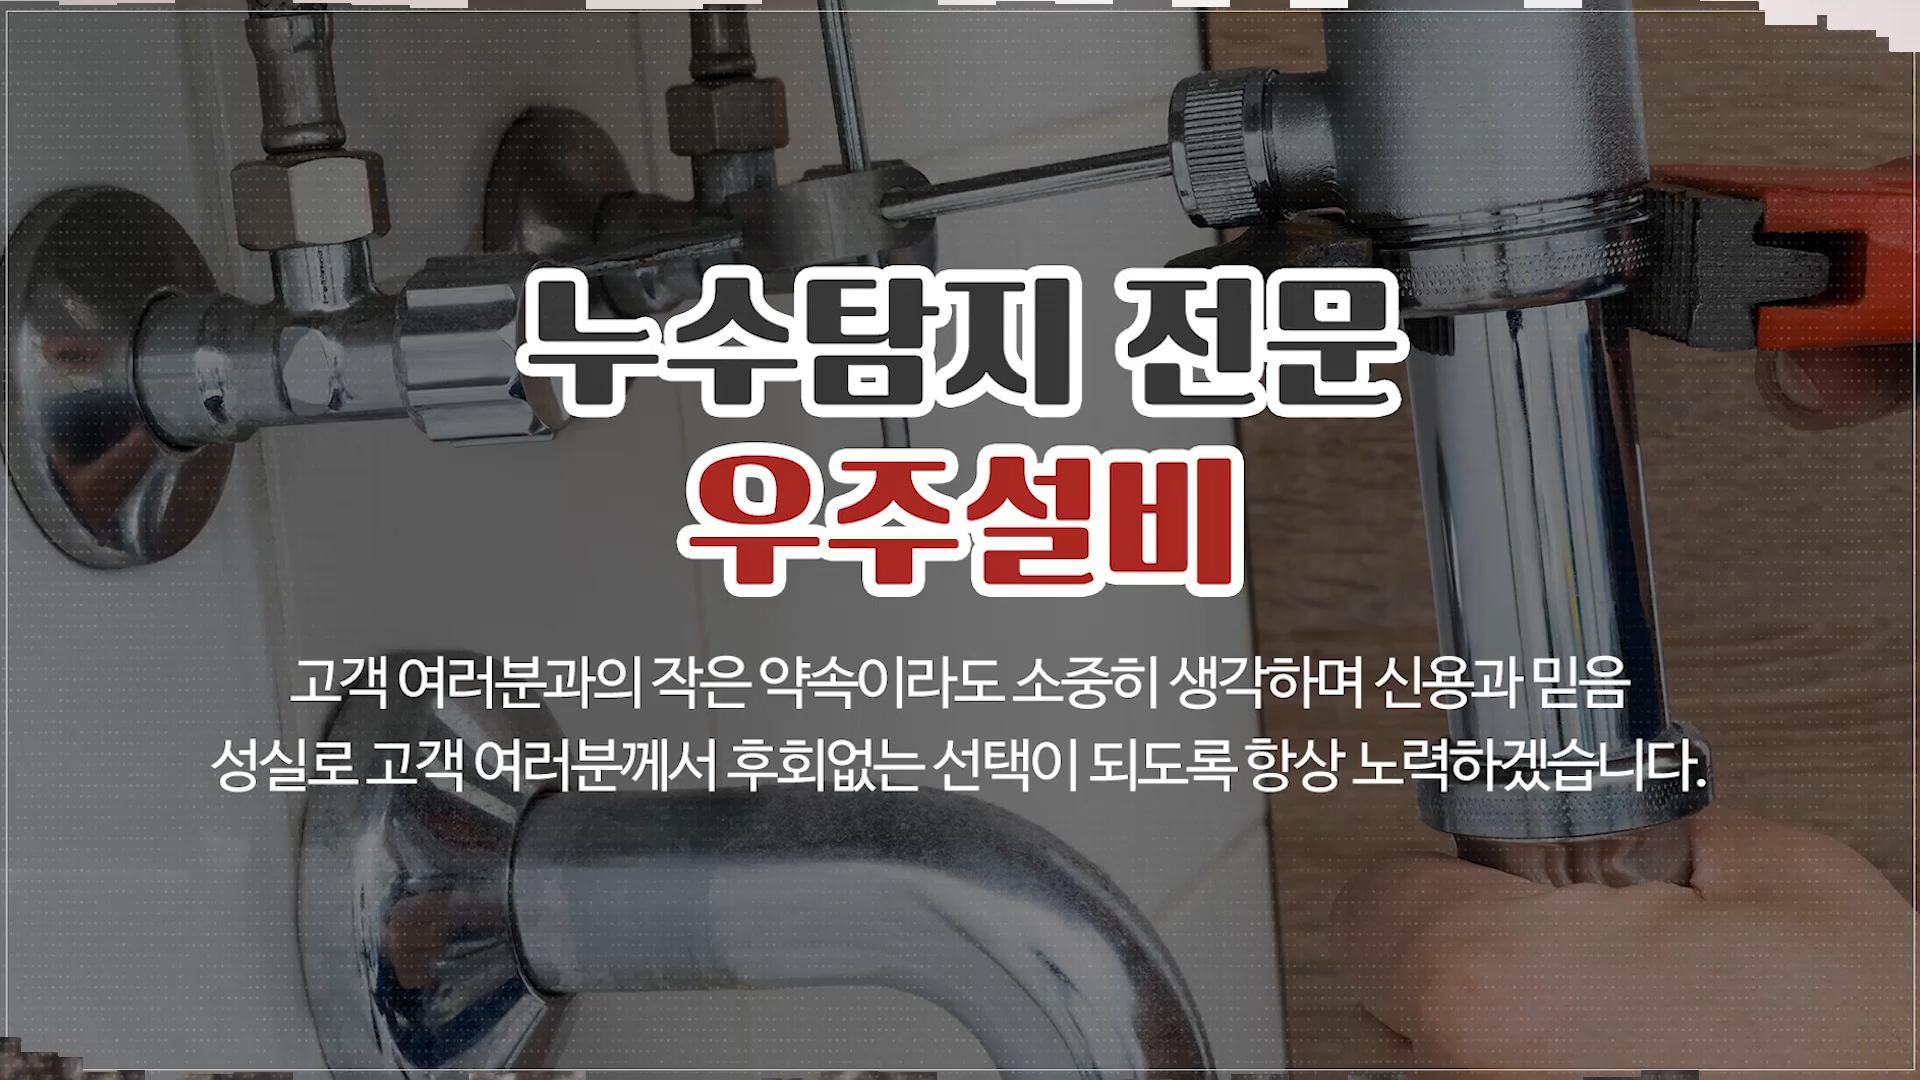 누수탐지 전문
우주설비
고객 여러분과의 작은 약속이라도 소중히 생각하며 신용과 믿음
성실로 고객 여러분께서 후회없는 선택이 되도록 항상 노력하겠습니다.